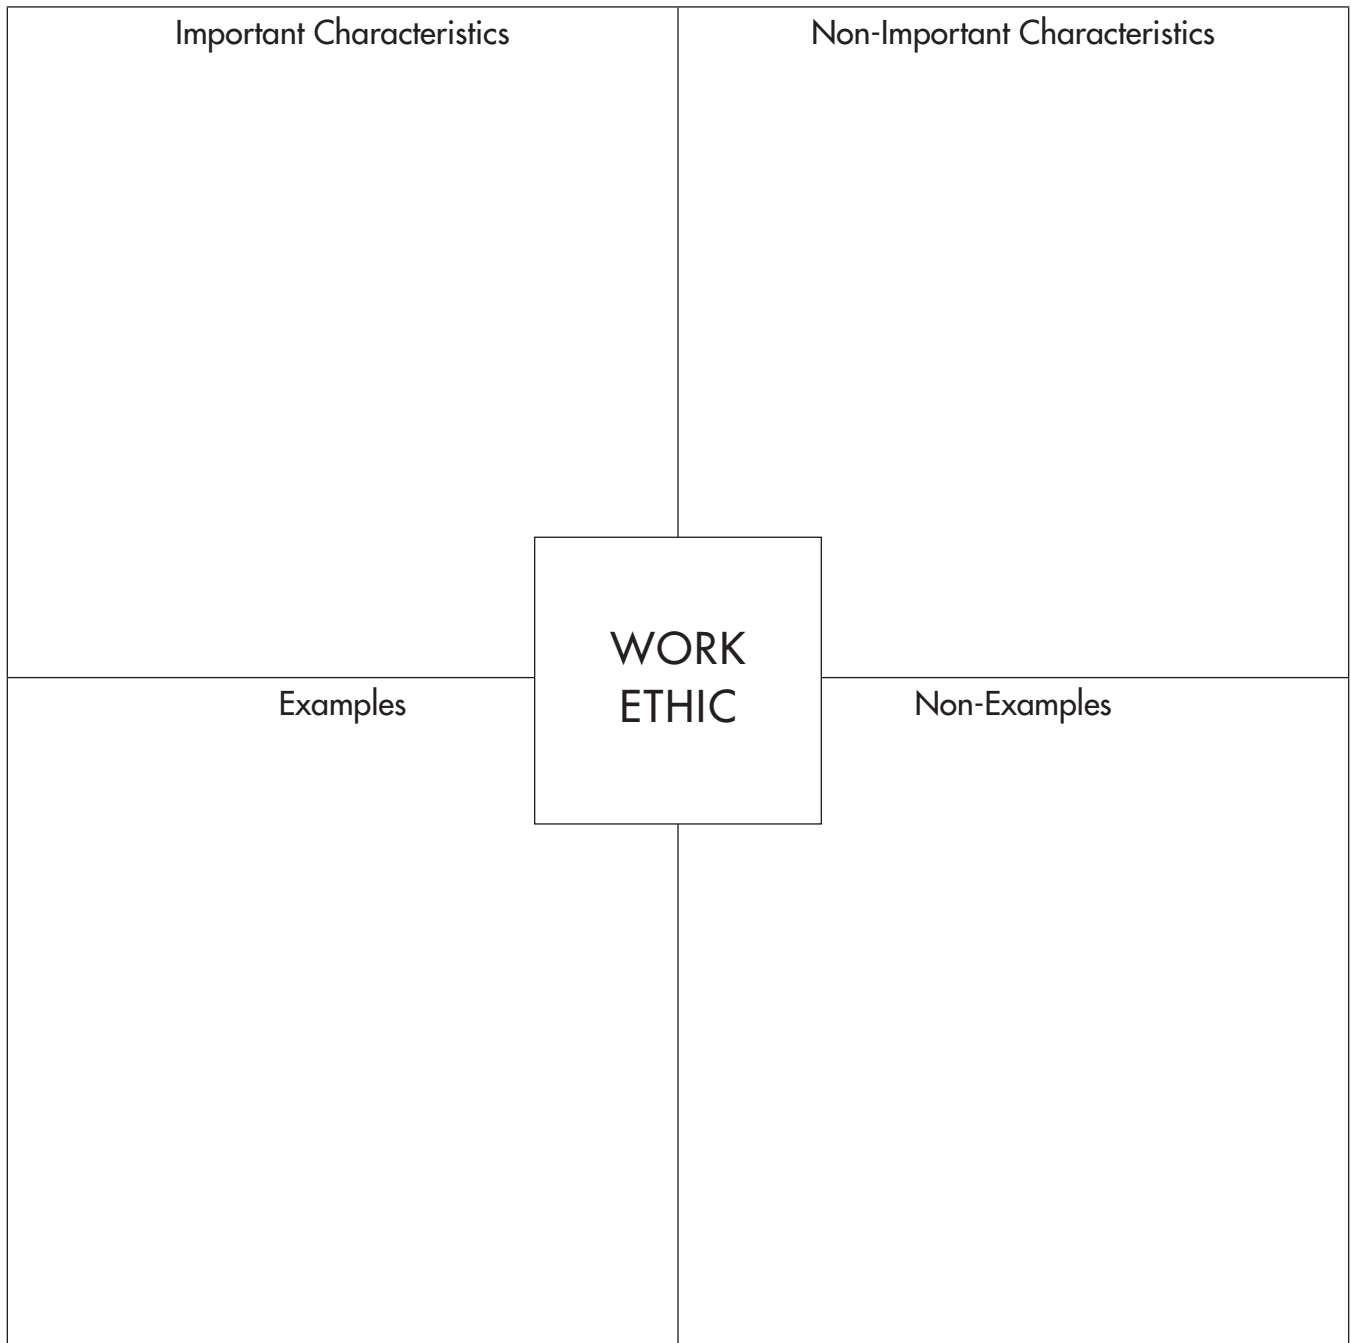 Important Characteristics
Non-Important Characteristics
WORK
ETHIC
Examples
Non-Examples